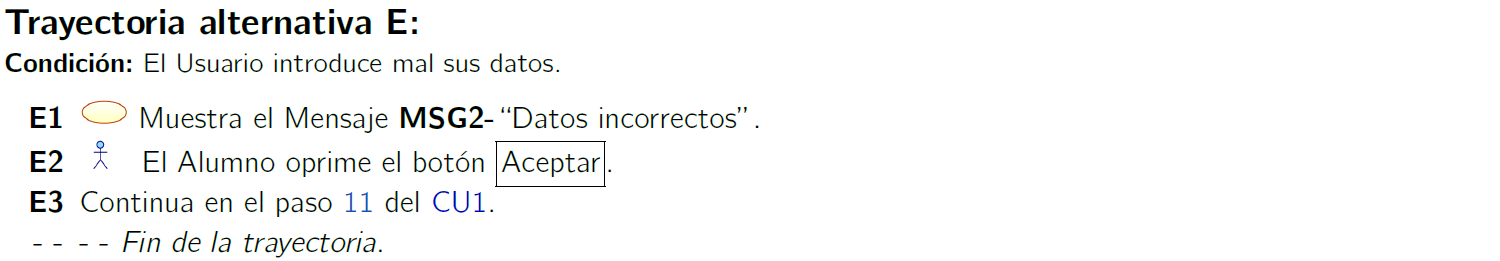 Trayectoria alternativa E:
Condición: El Usuario introduce mal sus datos.
E1 Muestra el Mensaje MSG2- “Datos incorrectos”.
E2 El Alumno oprime el botón Aceptar.
E3 Continua en el paso 11 del CU1.
- - - - Fin de la trayectoria.